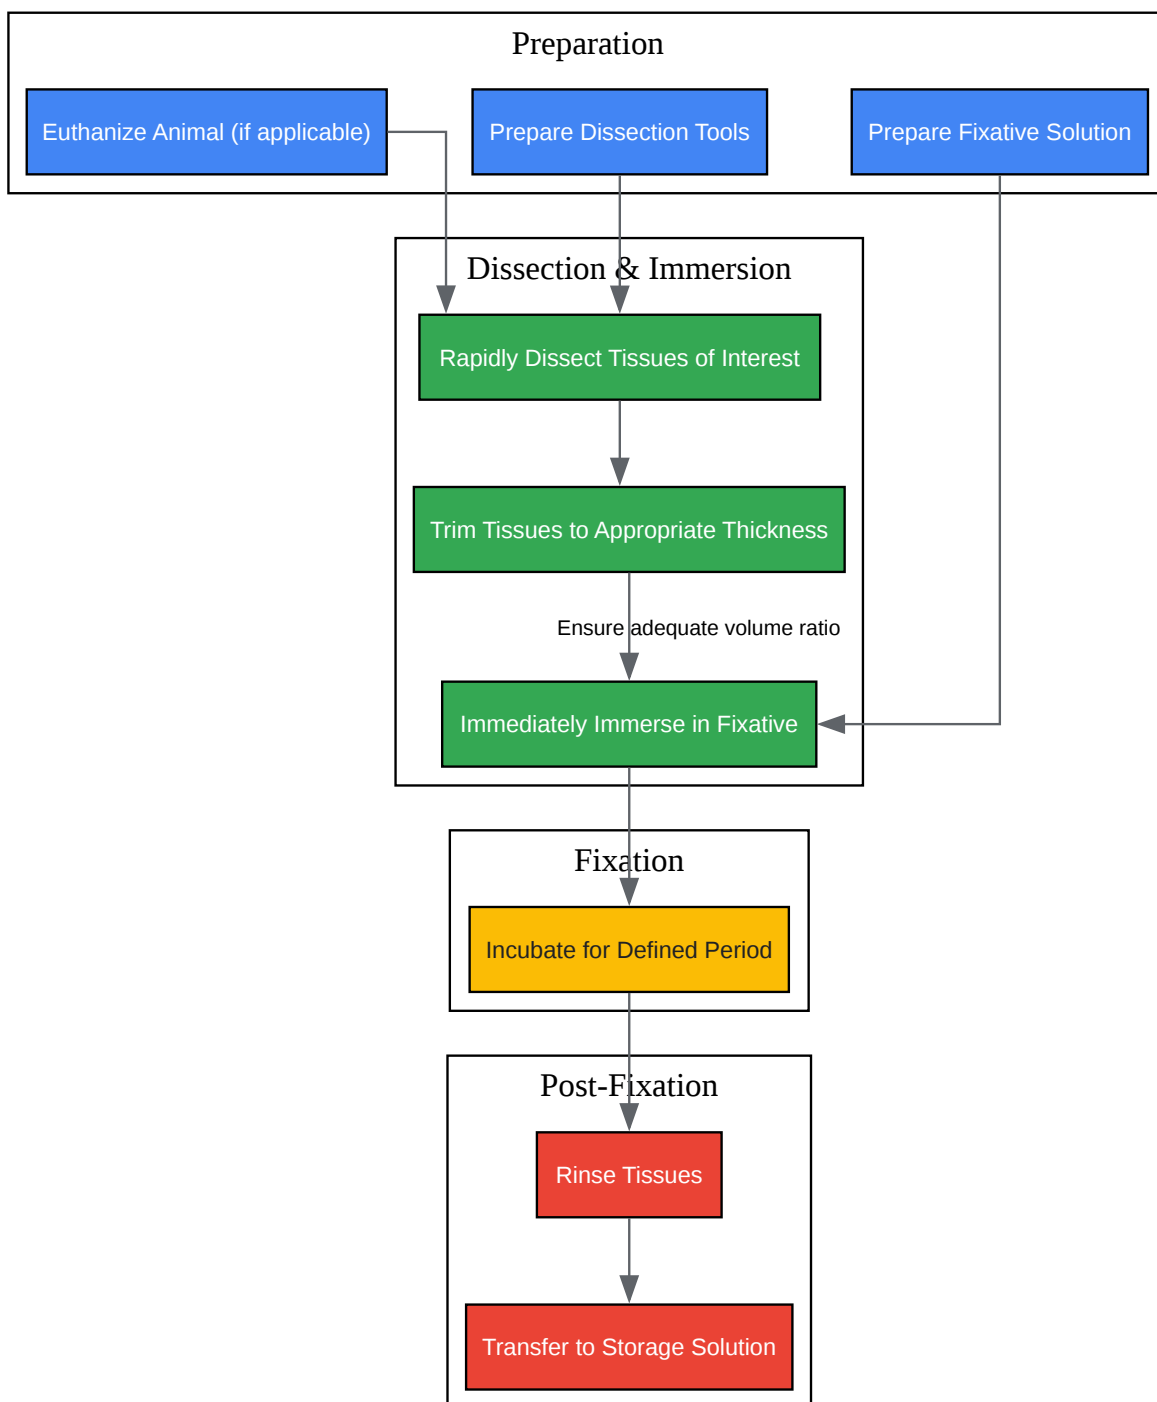 Preparation
Euthanize Animal (if applicable)
Prepare Dissection Tools
Prepare Fixative Solution
Dissection & Immersion
Rapidly Dissect Tissues of Interest
Trim Tissues to Appropriate Thickness
Ensure adequate volume ratio
Immediately Immerse in Fixative
Fixation
Incubate for Defined Period
Post-Fixation
Rinse Tissues
Transfer to Storage Solution